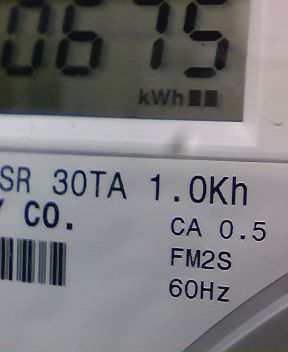 0675
kWh
SR 30TA 1.0Kh
Y CO.
CA 0.5
FM2S
60Hz